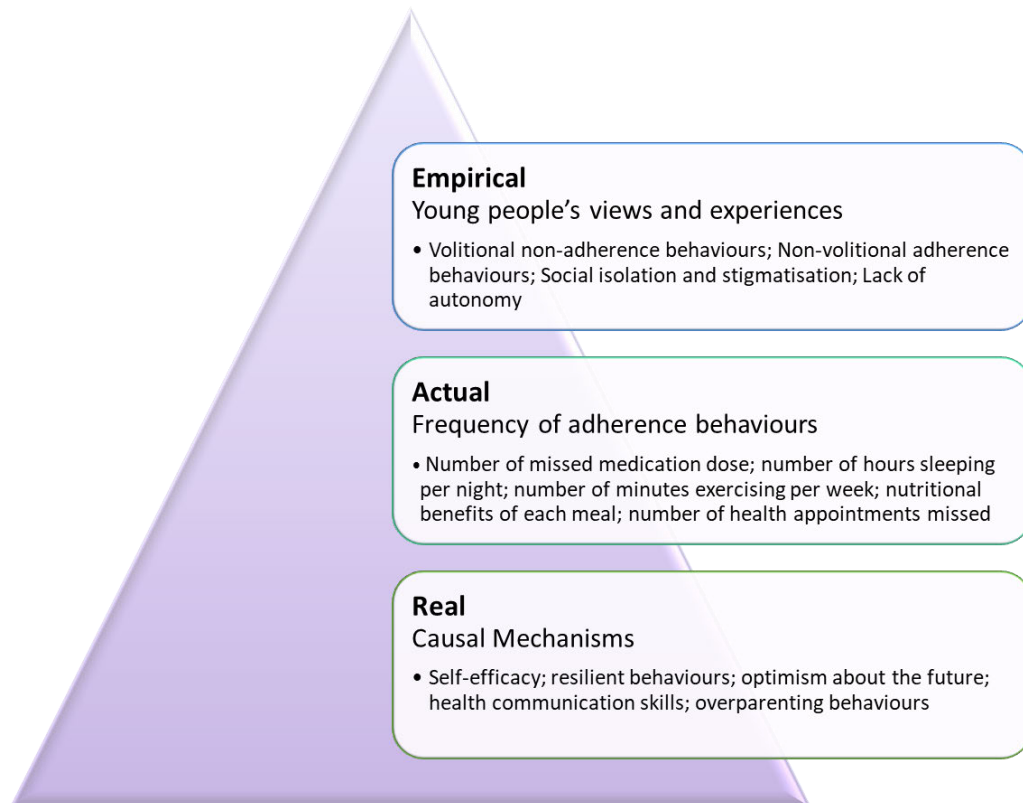 Empirical
Young people’s views and experiences
• Volitional non-adherence behaviours; Non-volitional adherence
behaviours; Social isolation and stigmatisation; Lack of
autonomy
Actual
Frequency of adherence behaviours
• Number of missed medication dose; number of hours sleeping
per night; number of minutes exercising per week; nutritional
benefits of each meal; number of health appointments missed
Real
Causal Mechanisms
• Self-efficacy; resilient behaviours; optimism about the future;
health communication skills; overparenting behaviours